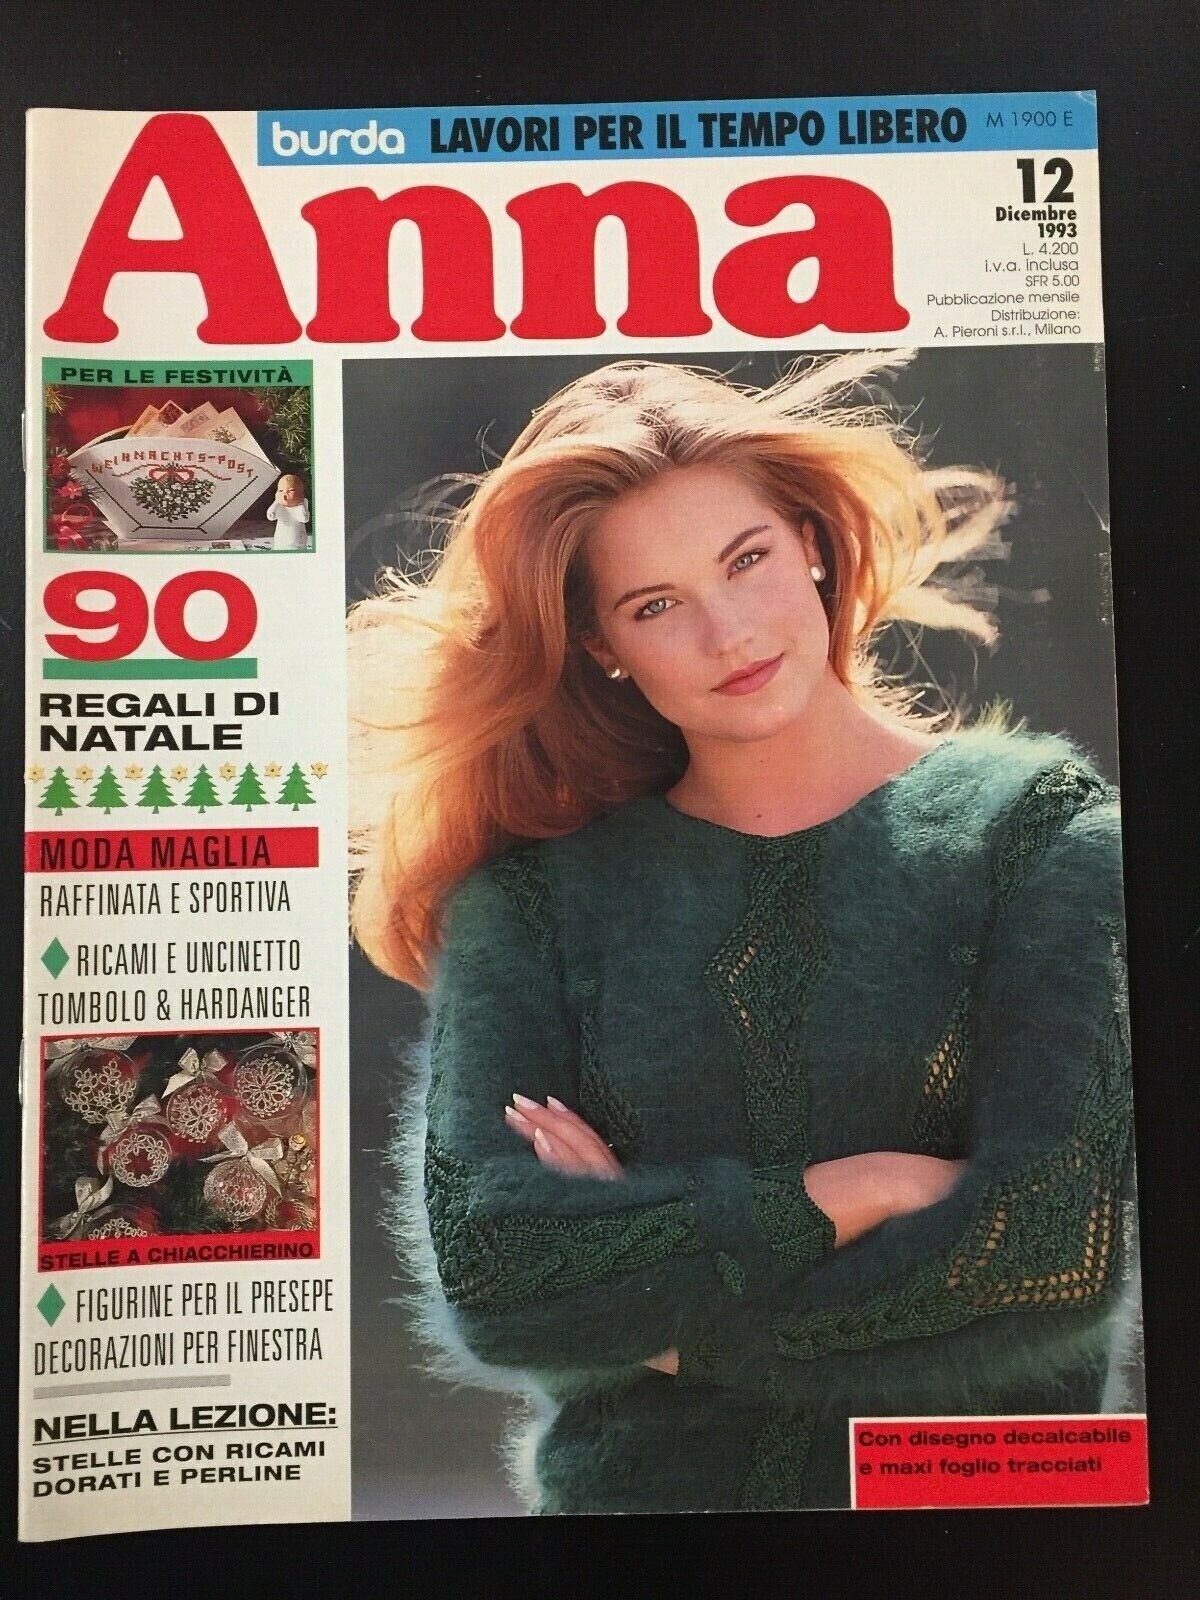 burda LAVORI PER IL TEMPO LIBERO M 1900 E
Anna
12
Dicembre
1993
L. 4.200
i.v.a. inclusa
SFR 5.00
Pubblicazione mensile
Distribuzione:
A. Pieroni s.r.l., Milano
PER LE FESTIVITÀ
WEIHNACHTS-POST
90
REGALI DI
NATALE
MODA MAGLIA
RAFFINATA E SPORTIVA
RICAMI E UNCINETTO
TOMBOLO & HARDANGER
STELLE A CHIACCHIERINO
FIGURINE PER IL PRESEPE
DECORAZIONI PER FINESTRA
NELLA LEZIONE:
STELLE CON RICAMI
DORATI E PERLINE
Con disegno decalcabile
e maxi foglio tracciati